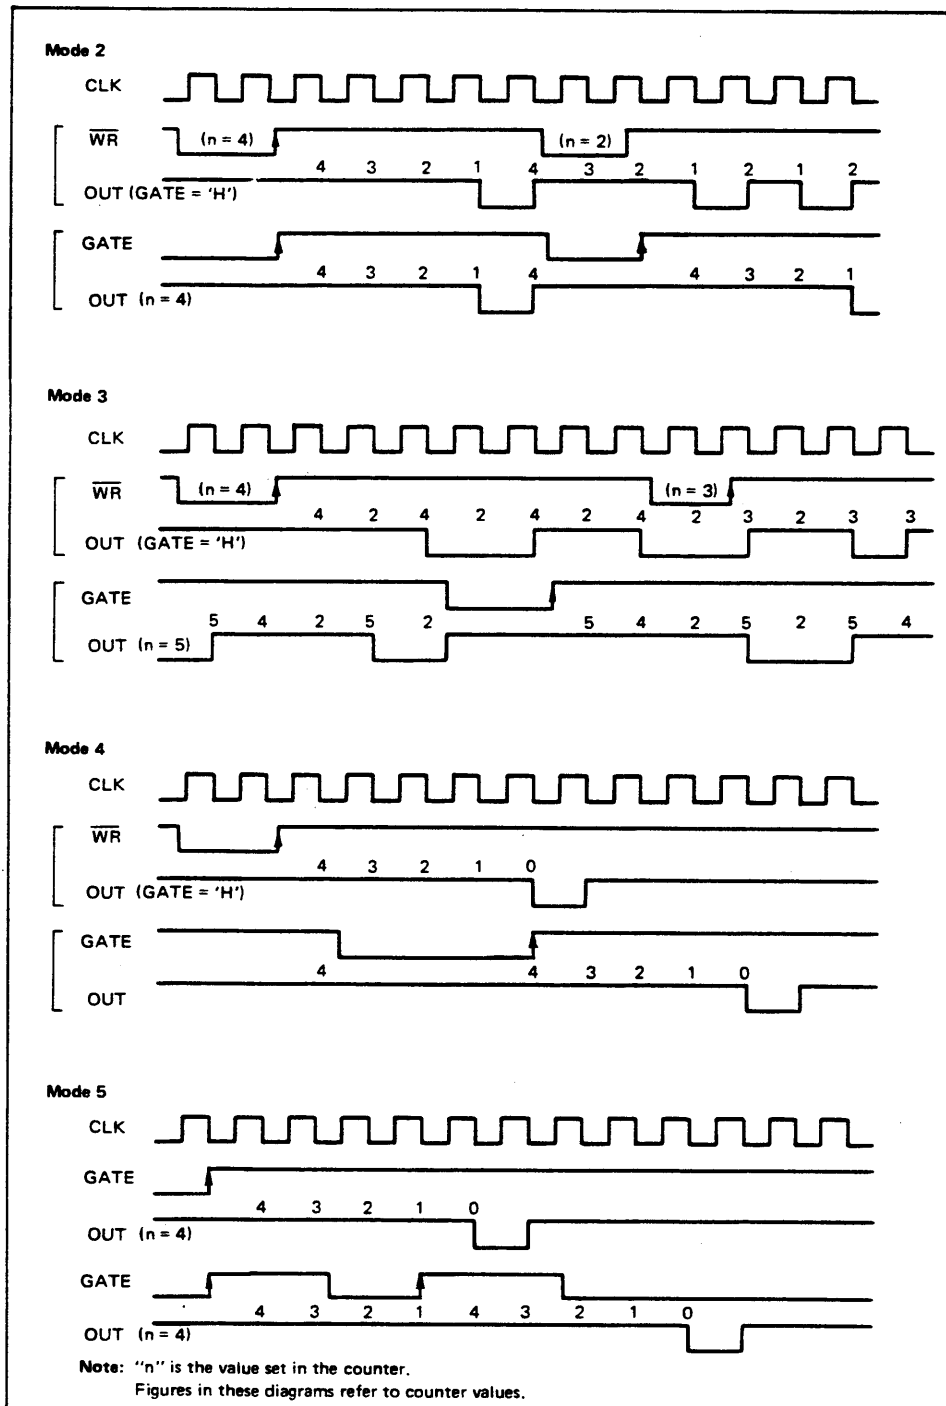 Mode 2
CLK
WR (n = 4) (n = 2)
4 3 2 1 4 3 2 1 2 1 2
OUT (GATE = 'H')
GATE
4 3 2 1 4 4 3 2 1
OUT (n = 4)
Mode 3
CLK
WR (n = 4) (n = 3)
4 2 4 2 4 2 4 2 3 2 3 3
OUT (GATE = 'H')
GATE
5 4 2 5 2 5 4 2 5 2 5 4
OUT (n = 5)
Mode 4
CLK
WR
4 3 2 1 0
OUT (GATE = 'H')
GATE
4 4 3 2 1 0
OUT
Mode 5
CLK
GATE
4 3 2 1 0
OUT (n = 4)
GATE
4 3 2 1 4 3 2 1 0
OUT (n = 4)
Note: "n" is the value set in the counter.
Figures in these diagrams refer to counter values.